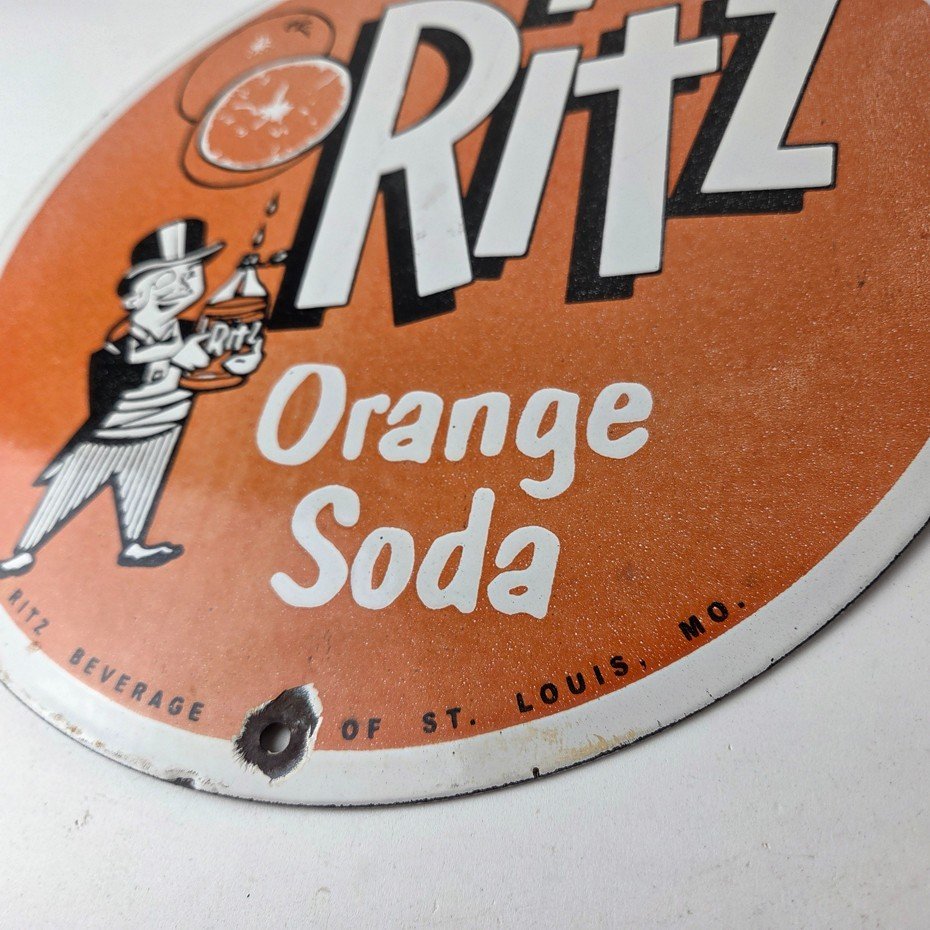 Ritz
Ritz
Orange
Soda
RITZ BEVERAGE OF ST. LOUIS, MO.